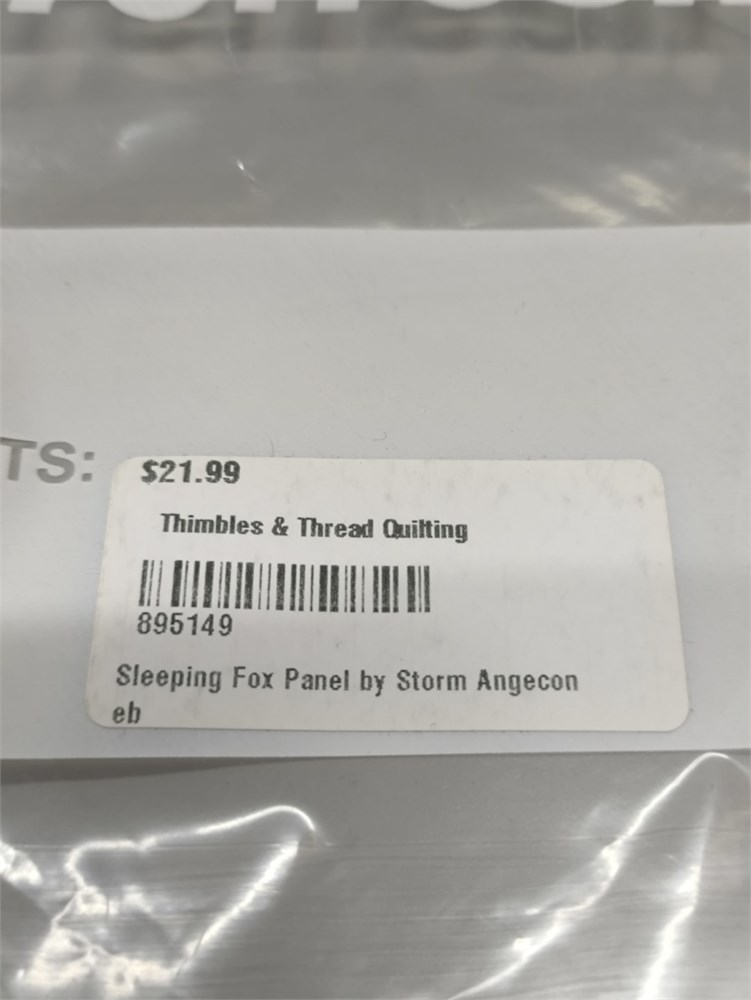 TS:
$21.99
Thimbles & Thread Quilting
895149
Sleeping Fox Panel by Storm Angecon
eb